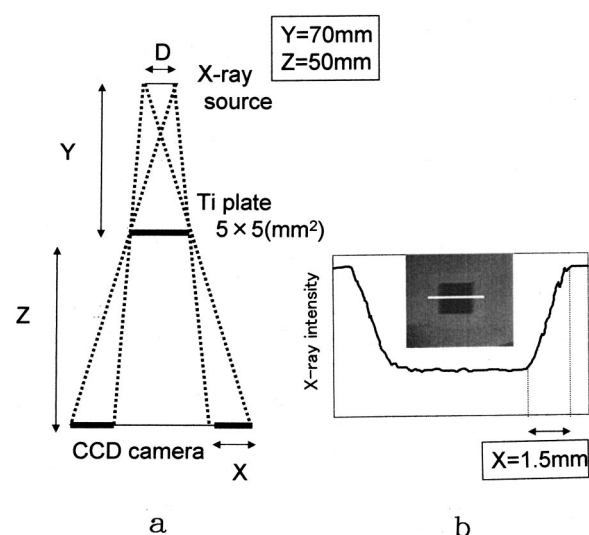 Y=70mm
Z=50mm
D
X-ray
source
Y
Ti plate
5×5(mm²)
Z
X-ray intensity
CCD camera
X
X=1.5mm
a
b